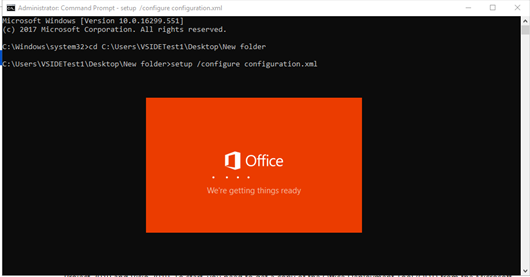 Administrator: Command Prompt - setup /configure configuration.xml
Microsoft Windows [Version 10.0.16299.551]
(c) 2017 Microsoft Corporation. All rights reserved.
C:\Windows\system32>cd C:\Users\VSIDETest1\Desktop\New folder
C:\Users\VSIDETest1\Desktop\New folder>setup /configure configuration.xml
Office
We're getting things ready